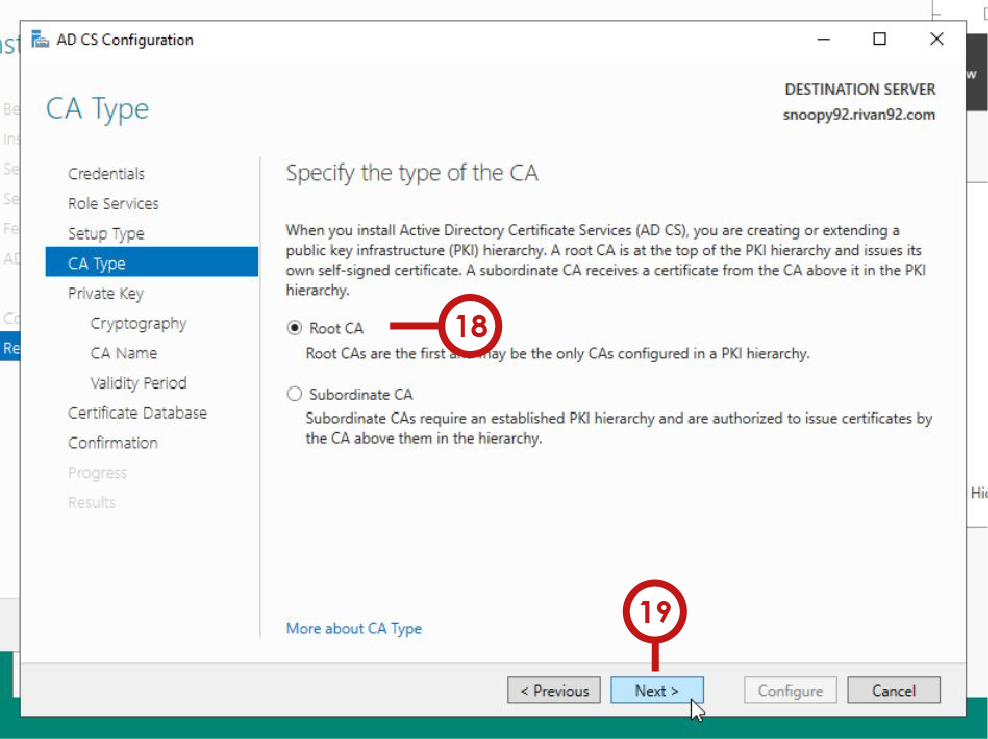 AD CS Configuration
CA Type
DESTINATION SERVER
snoopy92.rivan92.com
Credentials
Role Services
Setup Type
CA Type
Private Key
Cryptography
CA Name
Validity Period
Certificate Database
Confirmation
Progress
Results
Specify the type of the CA
When you install Active Directory Certificate Services (AD CS), you are creating or extending a
public key infrastructure (PKI) hierarchy. A root CA is at the top of the PKI hierarchy and issues its
own self-signed certificate. A subordinate CA receives a certificate from the CA above it in the PKI
hierarchy.
Root CA
18
Root CAs are the first and may be the only CAs configured in a PKI hierarchy.
Subordinate CA
Subordinate CAs require an established PKI hierarchy and are authorized to issue certificates by
the CA above them in the hierarchy.
More about CA Type
19
< Previous
Next >
Configure
Cancel